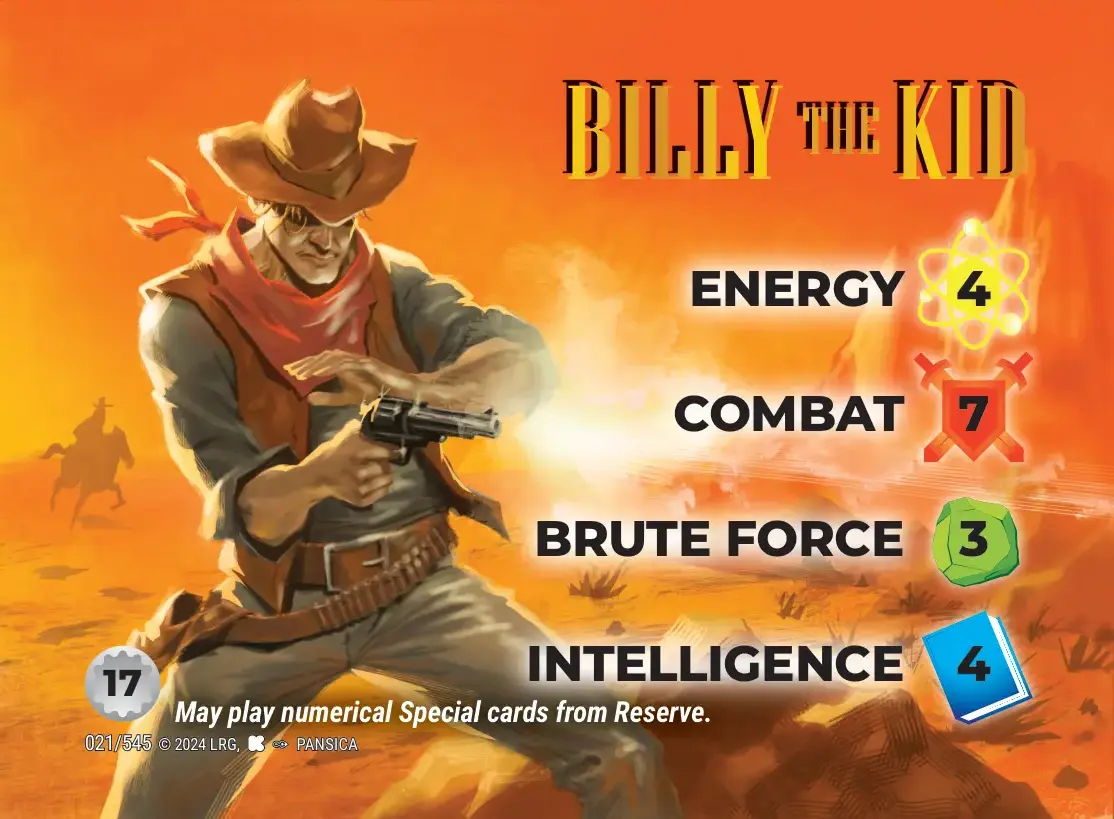 BILLY THE KID
ENERGY 4
COMBAT 7
BRUTE FORCE 3
INTELLIGENCE 4
17
May play numerical Special cards from Reserve.
021/545 © 2024 LRG, PANSICA